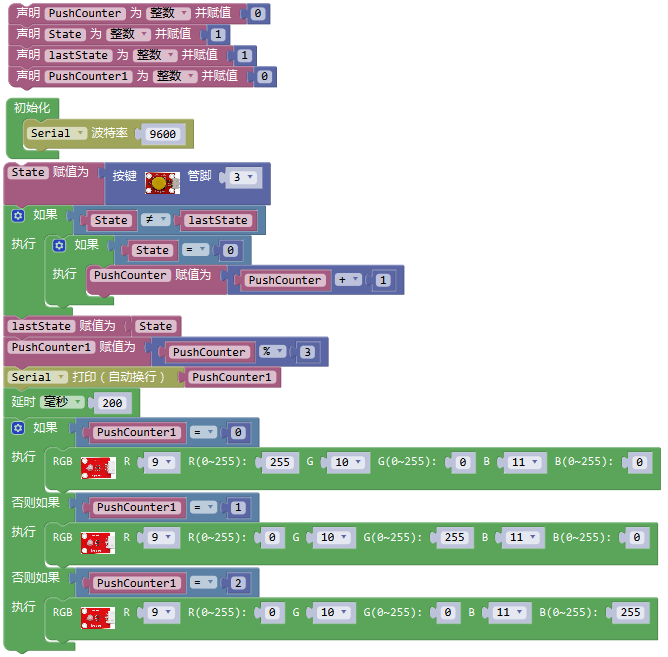 声明 PushCounter 为 整数 并赋值 0
声明 State 为 整数 并赋值 1
声明 lastState 为 整数 并赋值 1
声明 PushCounter1 为 整数 并赋值 0
初始化
Serial 波特率 9600
State 赋值为 按键 管脚 3
如果 State ≠ lastState
执行 如果 State = 0
执行 PushCounter 赋值为 PushCounter + 1
lastState 赋值为 State
PushCounter1 赋值为 PushCounter % 3
Serial 打印（自动换行） PushCounter1
延时 毫秒 200
如果 PushCounter1 = 0
执行 RGB R 9 R(0~255): 255 G 10 G(0~255): 0 B 11 B(0~255): 0
否则如果 PushCounter1 = 1
执行 RGB R 9 R(0~255): 0 G 10 G(0~255): 255 B 11 B(0~255): 0
否则如果 PushCounter1 = 2
执行 RGB R 9 R(0~255): 0 G 10 G(0~255): 0 B 11 B(0~255): 255